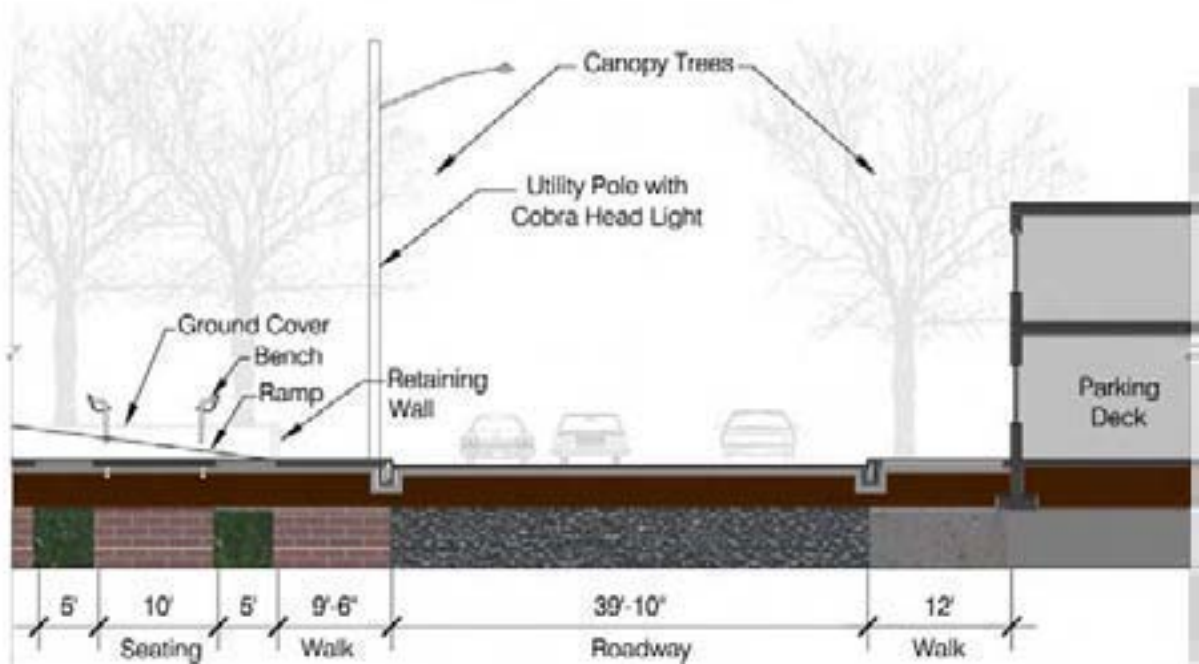 Canopy Trees
Utility Pole with
Cobra Head Light
Ground Cover
Bench
Ramp
Retaining
Wall
Parking
Deck
5' 10' 5' 9'-6" 39'-10" 12'
Seating Walk Roadway Walk